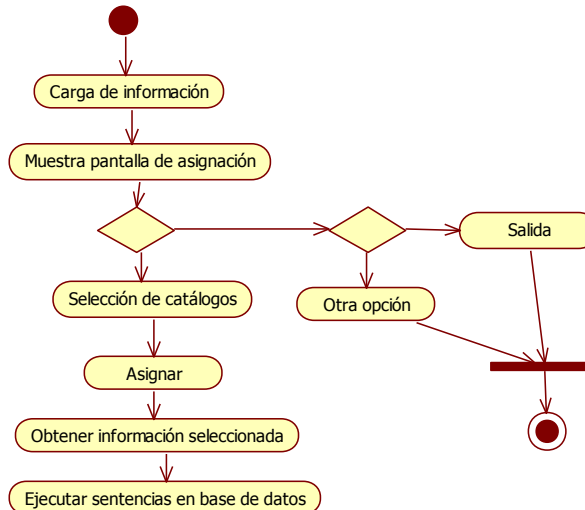 Carga de información
Muestra pantalla de asignación
Salida
Selección de catálogos
Otra opción
Asignar
Obtener información seleccionada
Ejecutar sentencias en base de datos